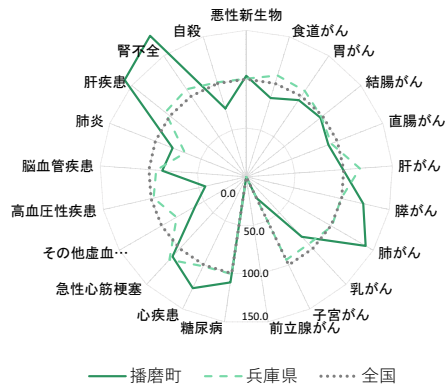 悪性新生物
食道がん
胃がん
結腸がん
直腸がん
肝がん
膵がん
肺がん
乳がん
子宮がん
前立腺がん
糖尿病
心疾患
急性心筋梗塞
その他虚血…
高血圧性疾患
脳血管疾患
肺炎
肝疾患
腎不全
自殺
0.0
50.0
100.0
150.0
播磨町 兵庫県 全国